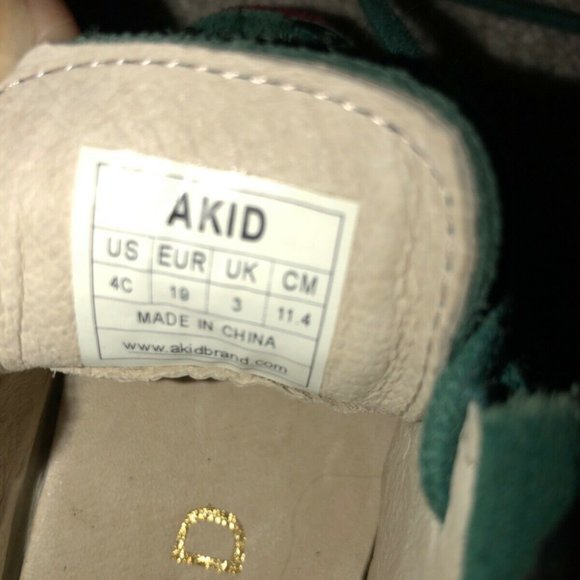 AKID
US EUR UK CM
4C 19 3 11.4
MADE IN CHINA
www.akidbrand.com
D